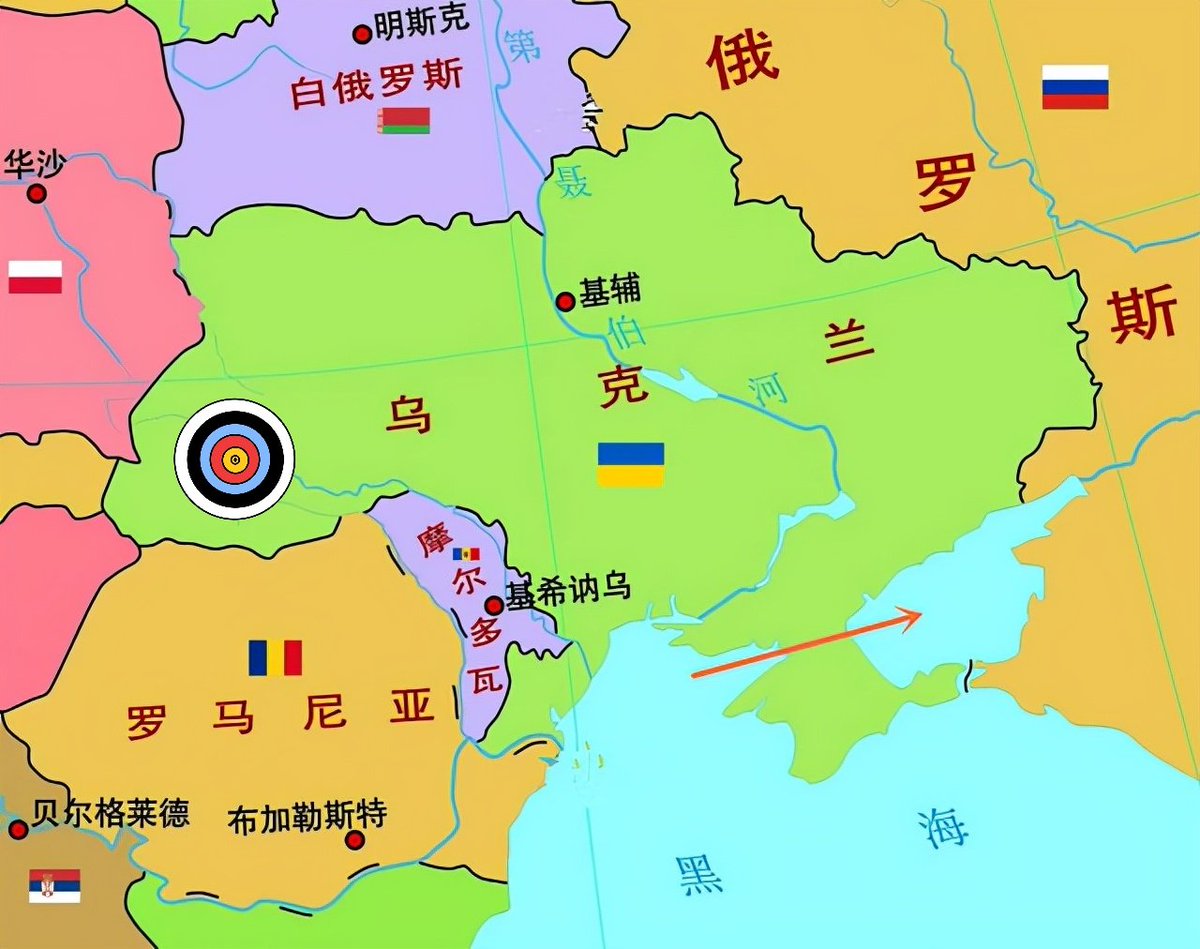 明斯克
白俄罗斯
华沙
俄罗斯
第聂伯河
基辅
乌克兰
摩尔多瓦
基希讷乌
罗马尼亚
贝尔格莱德
布加勒斯特
黑海